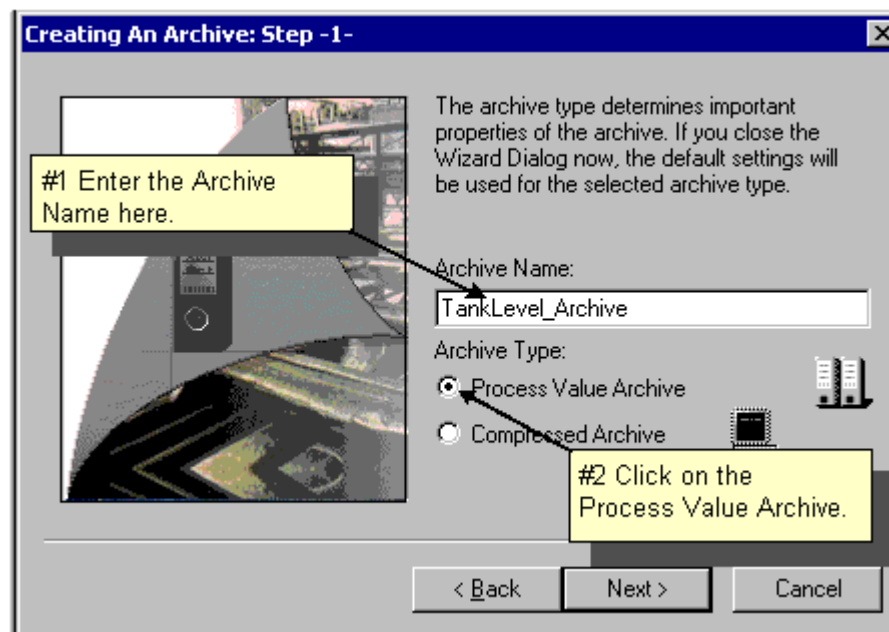 Creating An Archive: Step -1-
The archive type determines important
properties of the archive. If you close the
Wizard Dialog now, the default settings will
be used for the selected archive type.
#1 Enter the Archive
Name here.
Archive Name:
TankLevel_Archive
Archive Type:
Process Value Archive
Compressed Archive
#2 Click on the
Process Value Archive.
< Back
Next >
Cancel